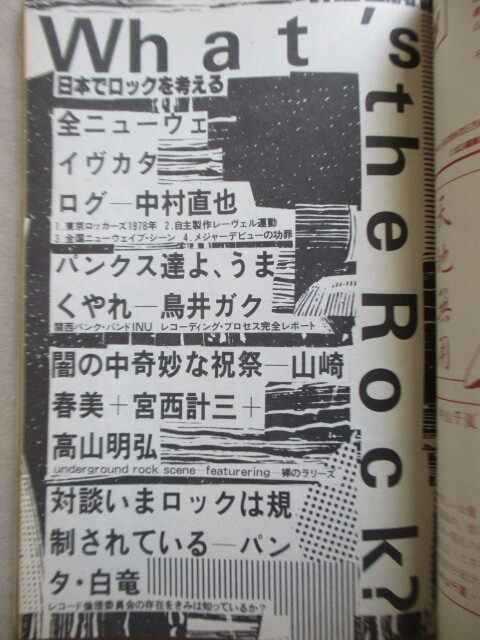 What's the Rock?
日本でロックを考える
全ニューウェ
イヴカタ
ログ—中村直也
1. 東京ロッカーズ1978年 2. 自主製作レーヴェル運動
3. 全国ニューウェイブ・シーン 4. メジャーデビューの功罪
パンクス達よ、うま
くやれ—鳥井ガク
関西パンク・バンドINU レコーディング・プロセス完全レポート
闇の中奇妙な祝祭—山崎
春美＋宮西計三＋
高山明弘
underground rock scene featurering—裸のラリーズ
対談いまロックは規
制されている—パン
タ・白竜
レコード倫理委員会の存在をきみは知っているか？